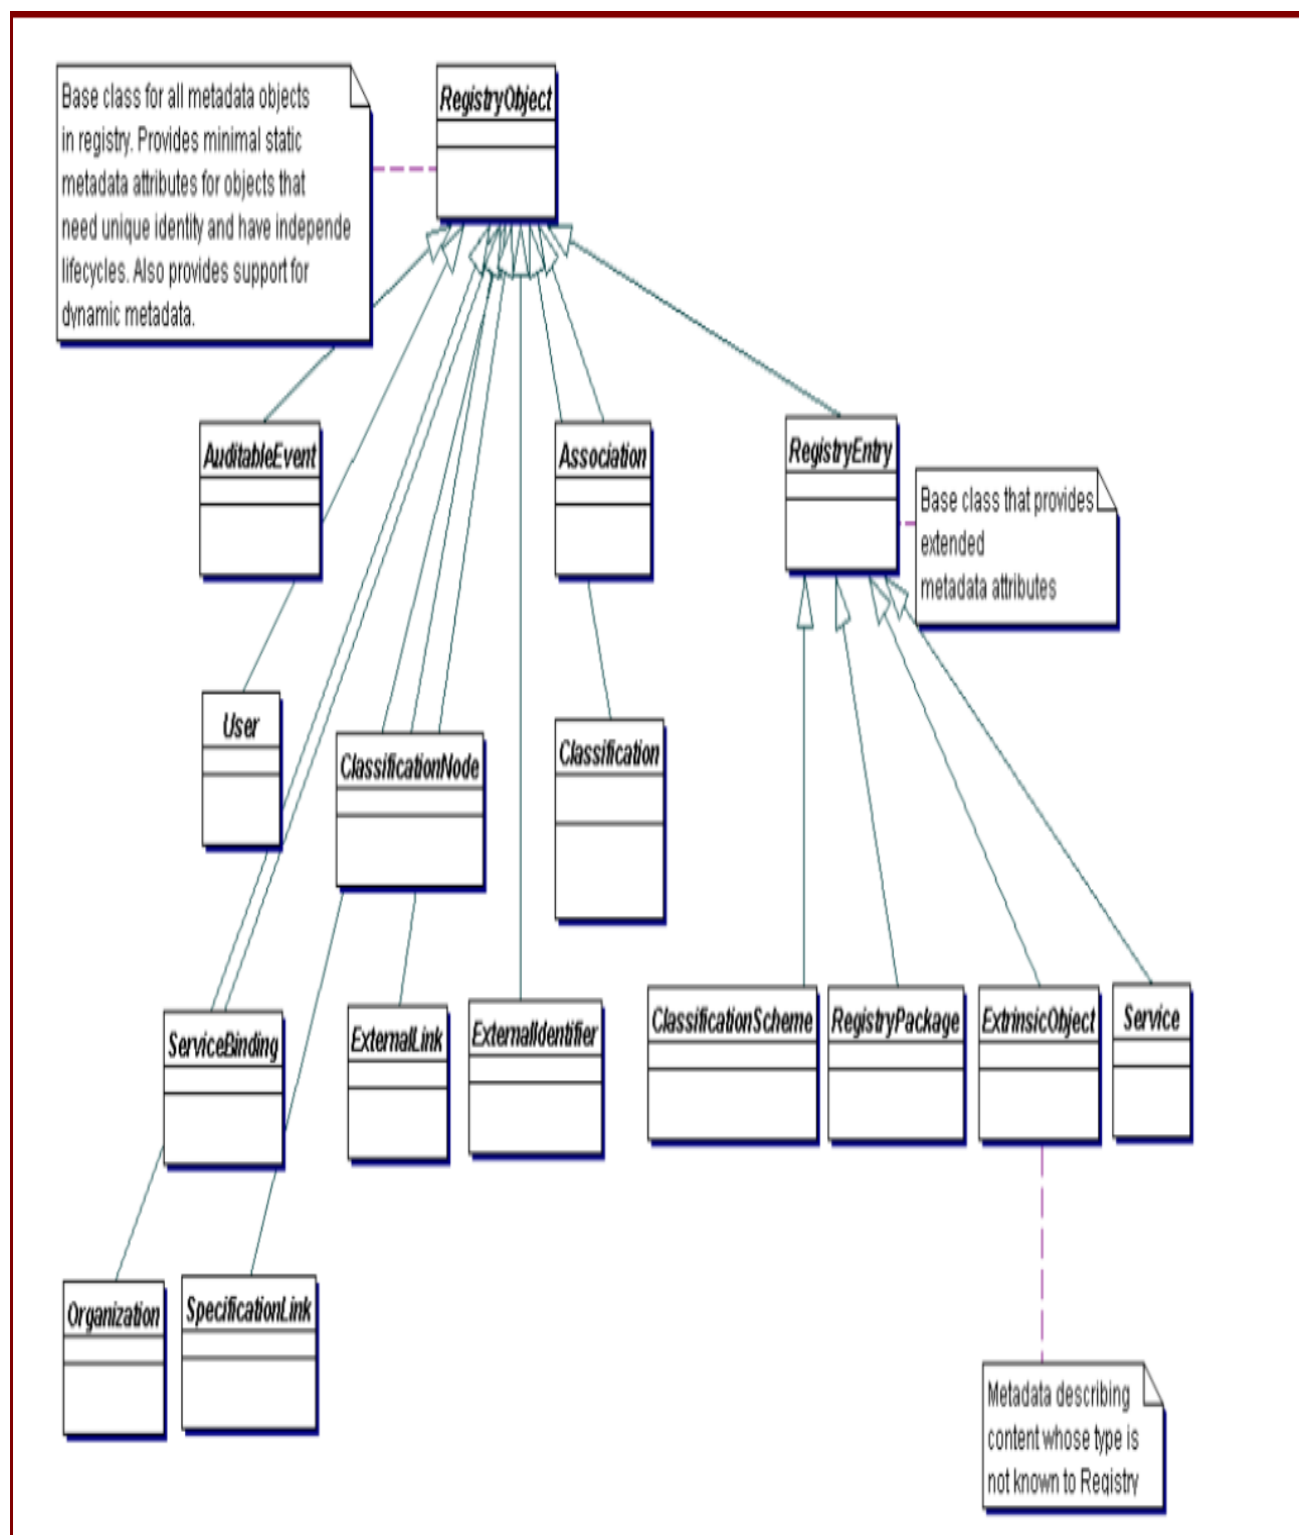 Base class for all metadata objects
in registry. Provides minimal static
metadata attributes for objects that
need unique identity and have independe
lifecycles. Also provides support for
dynamic metadata.
RegistryObject
AuditableEvent
Association
RegistryEntry
Base class that provides
extended
metadata attributes
User
ClassificationNode
Classification
ServiceBinding
ExternalLink
ExternalIdentifier
ClassificationScheme
RegistryPackage
ExtrinsicObject
Service
Organization
SpecificationLink
Metadata describing
content whose type is
not known to Registry